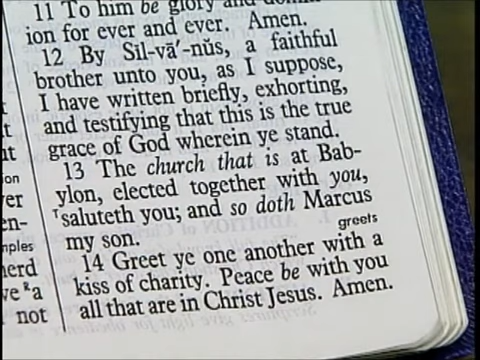 11 To him be glory and domin-
ion for ever and ever. Amen.
12 By Sil-vā′-nŭs, a faithful
brother unto you, as I suppose,
I have written briefly, exhorting,
and testifying that this is the true
grace of God wherein ye stand.
13 The church that is at Bab-
ylon, elected together with you,
ᵀsaluteth you; and so doth Marcus
my son.
greets
14 Greet ye one another with a
kiss of charity. Peace be with you
all that are in Christ Jesus. Amen.